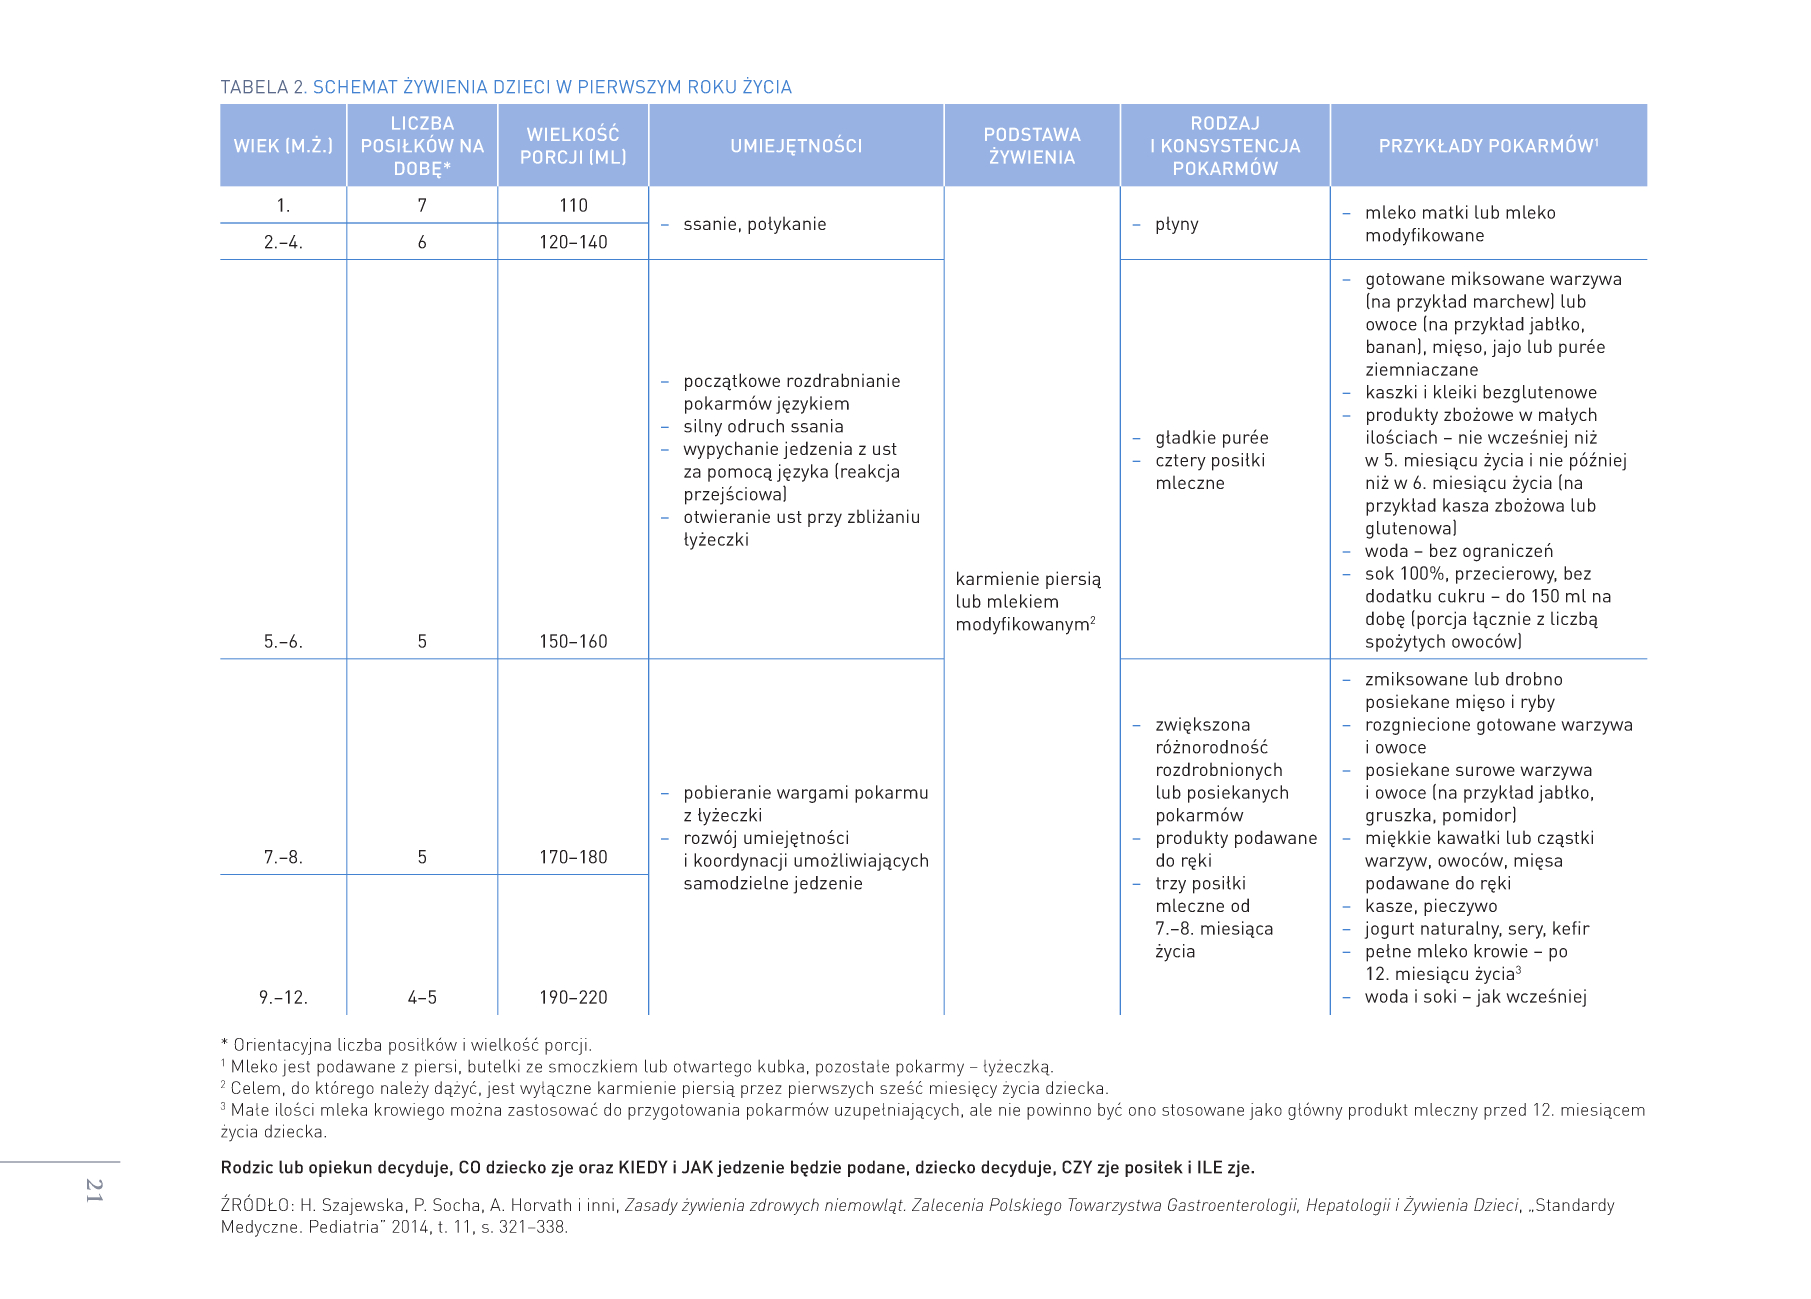 TABELA 2. SCHEMAT ŻYWIENIA DZIECI W PIERWSZYM ROKU ŻYCIA
WIEK (M.Ż.)
LICZBA
POSIŁKÓW NA
DOBĘ*
WIELKOŚĆ
PORCJI (ML)
UMIEJĘTNOŚCI
PODSTAWA
ŻYWIENIA
RODZAJ
I KONSYSTENCJA
POKARMÓW
PRZYKŁADY POKARMÓW¹
1.
7
110
2.–4.
6
120–140
– ssanie, połykanie
– płyny
– mleko matki lub mleko
modyfikowane
5.–6.
5
150–160
– początkowe rozdrabnianie
pokarmów językiem
– silny odruch ssania
– wypychanie jedzenia z ust
za pomocą języka (reakcja
przejściowa)
– otwieranie ust przy zbliżaniu
łyżeczki
karmienie piersią
lub mlekiem
modyfikowanym²
– gładkie purée
– cztery posiłki
mleczne
– gotowane miksowane warzywa
(na przykład marchew) lub
owoce (na przykład jabłko,
banan), mięso, jajo lub purée
ziemniaczane
– kaszki i kleiki bezglutenowe
– produkty zbożowe w małych
ilościach – nie wcześniej niż
w 5. miesiącu życia i nie później
niż w 6. miesiącu życia (na
przykład kasza zbożowa lub
glutenowa)
– woda – bez ograniczeń
– sok 100%, przecierowy, bez
dodatku cukru – do 150 ml na
dobę (porcja łącznie z liczbą
spożytych owoców)
7.–8.
5
170–180
9.–12.
4–5
190–220
– pobieranie wargami pokarmu
z łyżeczki
– rozwój umiejętności
i koordynacji umożliwiających
samodzielne jedzenie
– zwiększona
różnorodność
rozdrobnionych
lub posiekanych
pokarmów
– produkty podawane
do ręki
– trzy posiłki
mleczne od
7.–8. miesiąca
życia
– zmiksowane lub drobno
posiekane mięso i ryby
– rozgniecione gotowane warzywa
i owoce
– posiekane surowe warzywa
i owoce (na przykład jabłko,
gruszka, pomidor)
– miękkie kawałki lub cząstki
warzyw, owoców, mięsa
podawane do ręki
– kasze, pieczywo
– jogurt naturalny, sery, kefir
– pełne mleko krowie – po
12. miesiącu życia³
– woda i soki – jak wcześniej
* Orientacyjna liczba posiłków i wielkość porcji.
¹ Mleko jest podawane z piersi, butelki ze smoczkiem lub otwartego kubka, pozostałe pokarmy – łyżeczką.
² Celem, do którego należy dążyć, jest wyłączne karmienie piersią przez pierwszych sześć miesięcy życia dziecka.
³ Małe ilości mleka krowiego można zastosować do przygotowania pokarmów uzupełniających, ale nie powinno być ono stosowane jako główny produkt mleczny przed 12. miesiącem
życia dziecka.
Rodzic lub opiekun decyduje, CO dziecko zje oraz KIEDY i JAK jedzenie będzie podane, dziecko decyduje, CZY zje posiłek i ILE zje.
ŹRÓDŁO: H. Szajewska, P. Socha, A. Horvath i inni, Zasady żywienia zdrowych niemowląt. Zalecenia Polskiego Towarzystwa Gastroenterologii, Hepatologii i Żywienia Dzieci, „Standardy
Medyczne. Pediatria” 2014, t. 11, s. 321–338.
21